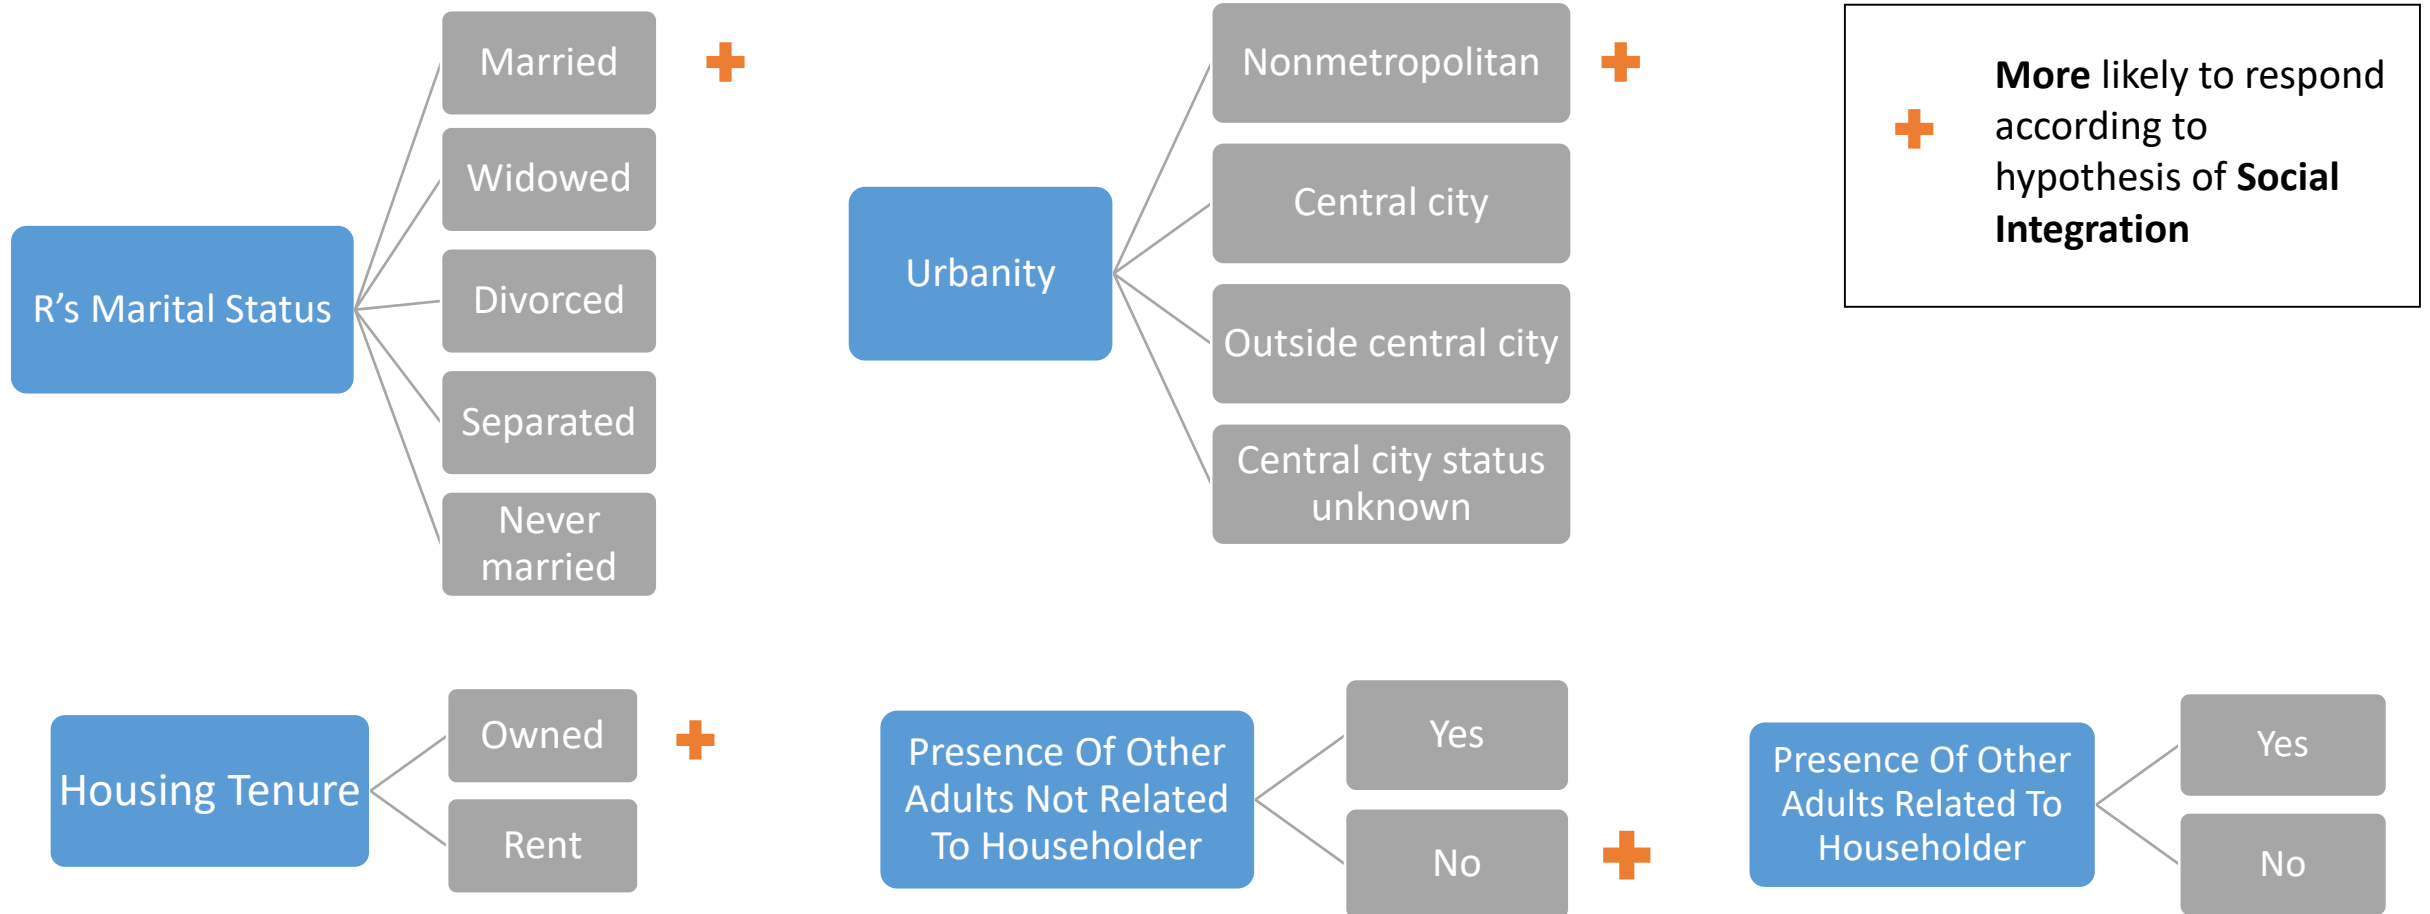 R's Marital Status
Married
Widowed
Divorced
Separated
Never
married
Urbanity
Nonmetropolitan
Central city
Outside central city
Central city status
unknown
More likely to respond
according to
hypothesis of Social
Integration
Housing Tenure
Owned
Rent
Presence Of Other
Adults Not Related
To Householder
Yes
No
Presence Of Other
Adults Related To
Householder
Yes
No